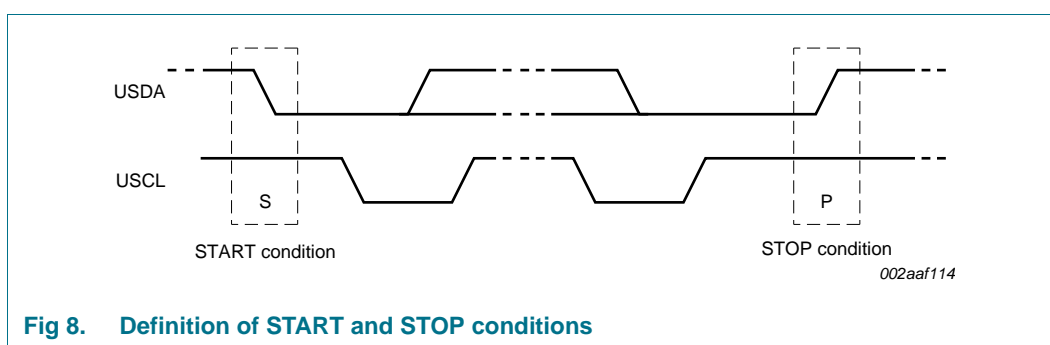 USDA
USCL
S
P
START condition
STOP condition
002aaf114
Fig 8. Definition of START and STOP conditions